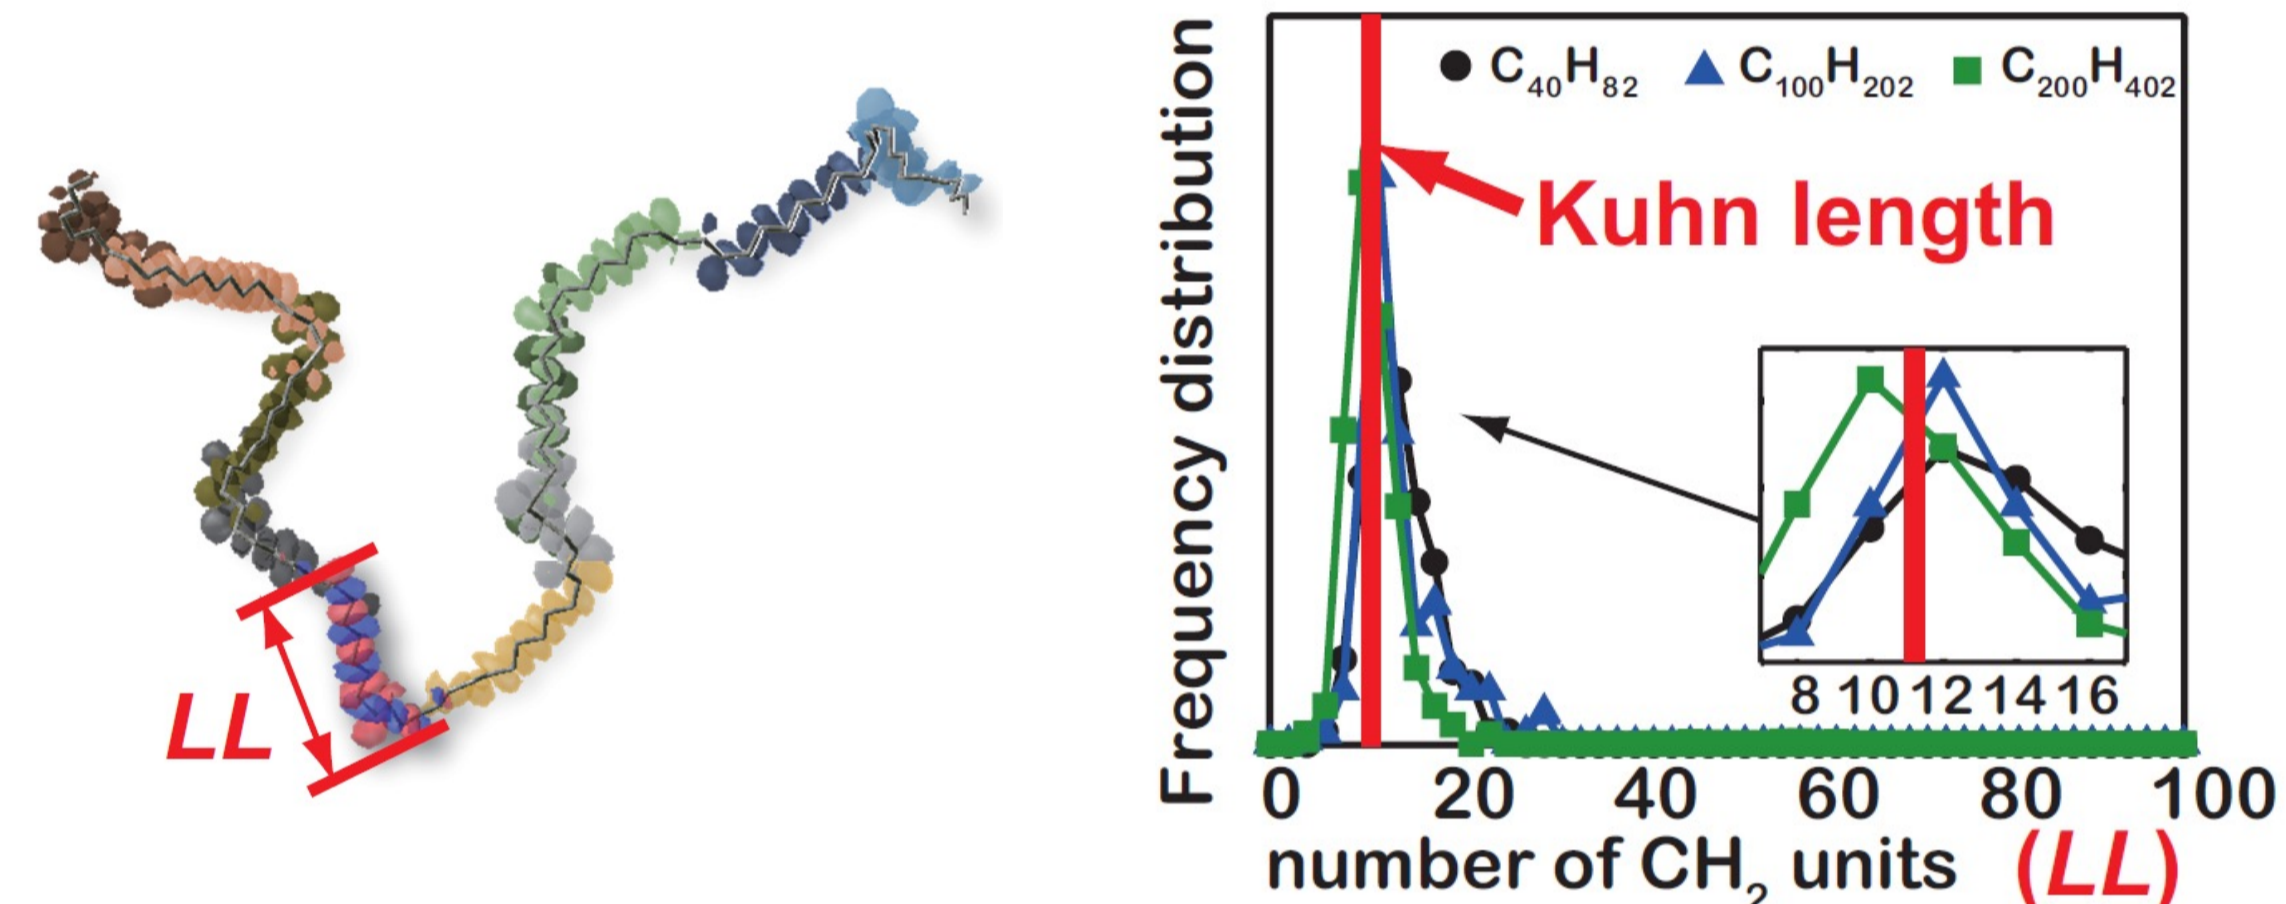 LL
Frequency distribution
C₄₀H₈₂ C₁₀₀H₂₀₂ C₂₀₀H₄₀₂
Kuhn length
8 10 12 14 16
0 20 40 60 80 100
number of CH₂ units (LL)